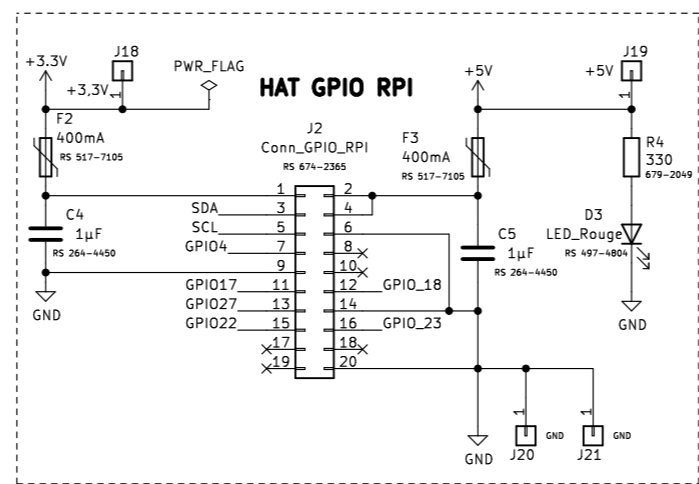 HAT GPIO RPI
+3.3V
J18
+3,3V
1
PWR_FLAG
F2
400mA
RS 517-7105
C4
1µF
RS 264-4450
GND
J2
Conn_GPIO_RPI
RS 674-2365
1 2
SDA 3 4
SCL 5 6
GPIO4 7 8
9 10
GPIO17 11 12 GPIO_18
GPIO27 13 14
GPIO22 15 16 GPIO_23
17 18
19 20
+5V
F3
400mA
RS 517-7105
C5
1µF
RS 264-4450
GND
J19
+5V
1
R4
330
679-2049
D3
LED_Rouge
RS 497-4804
GND
1
GND
J20
1
GND
J21